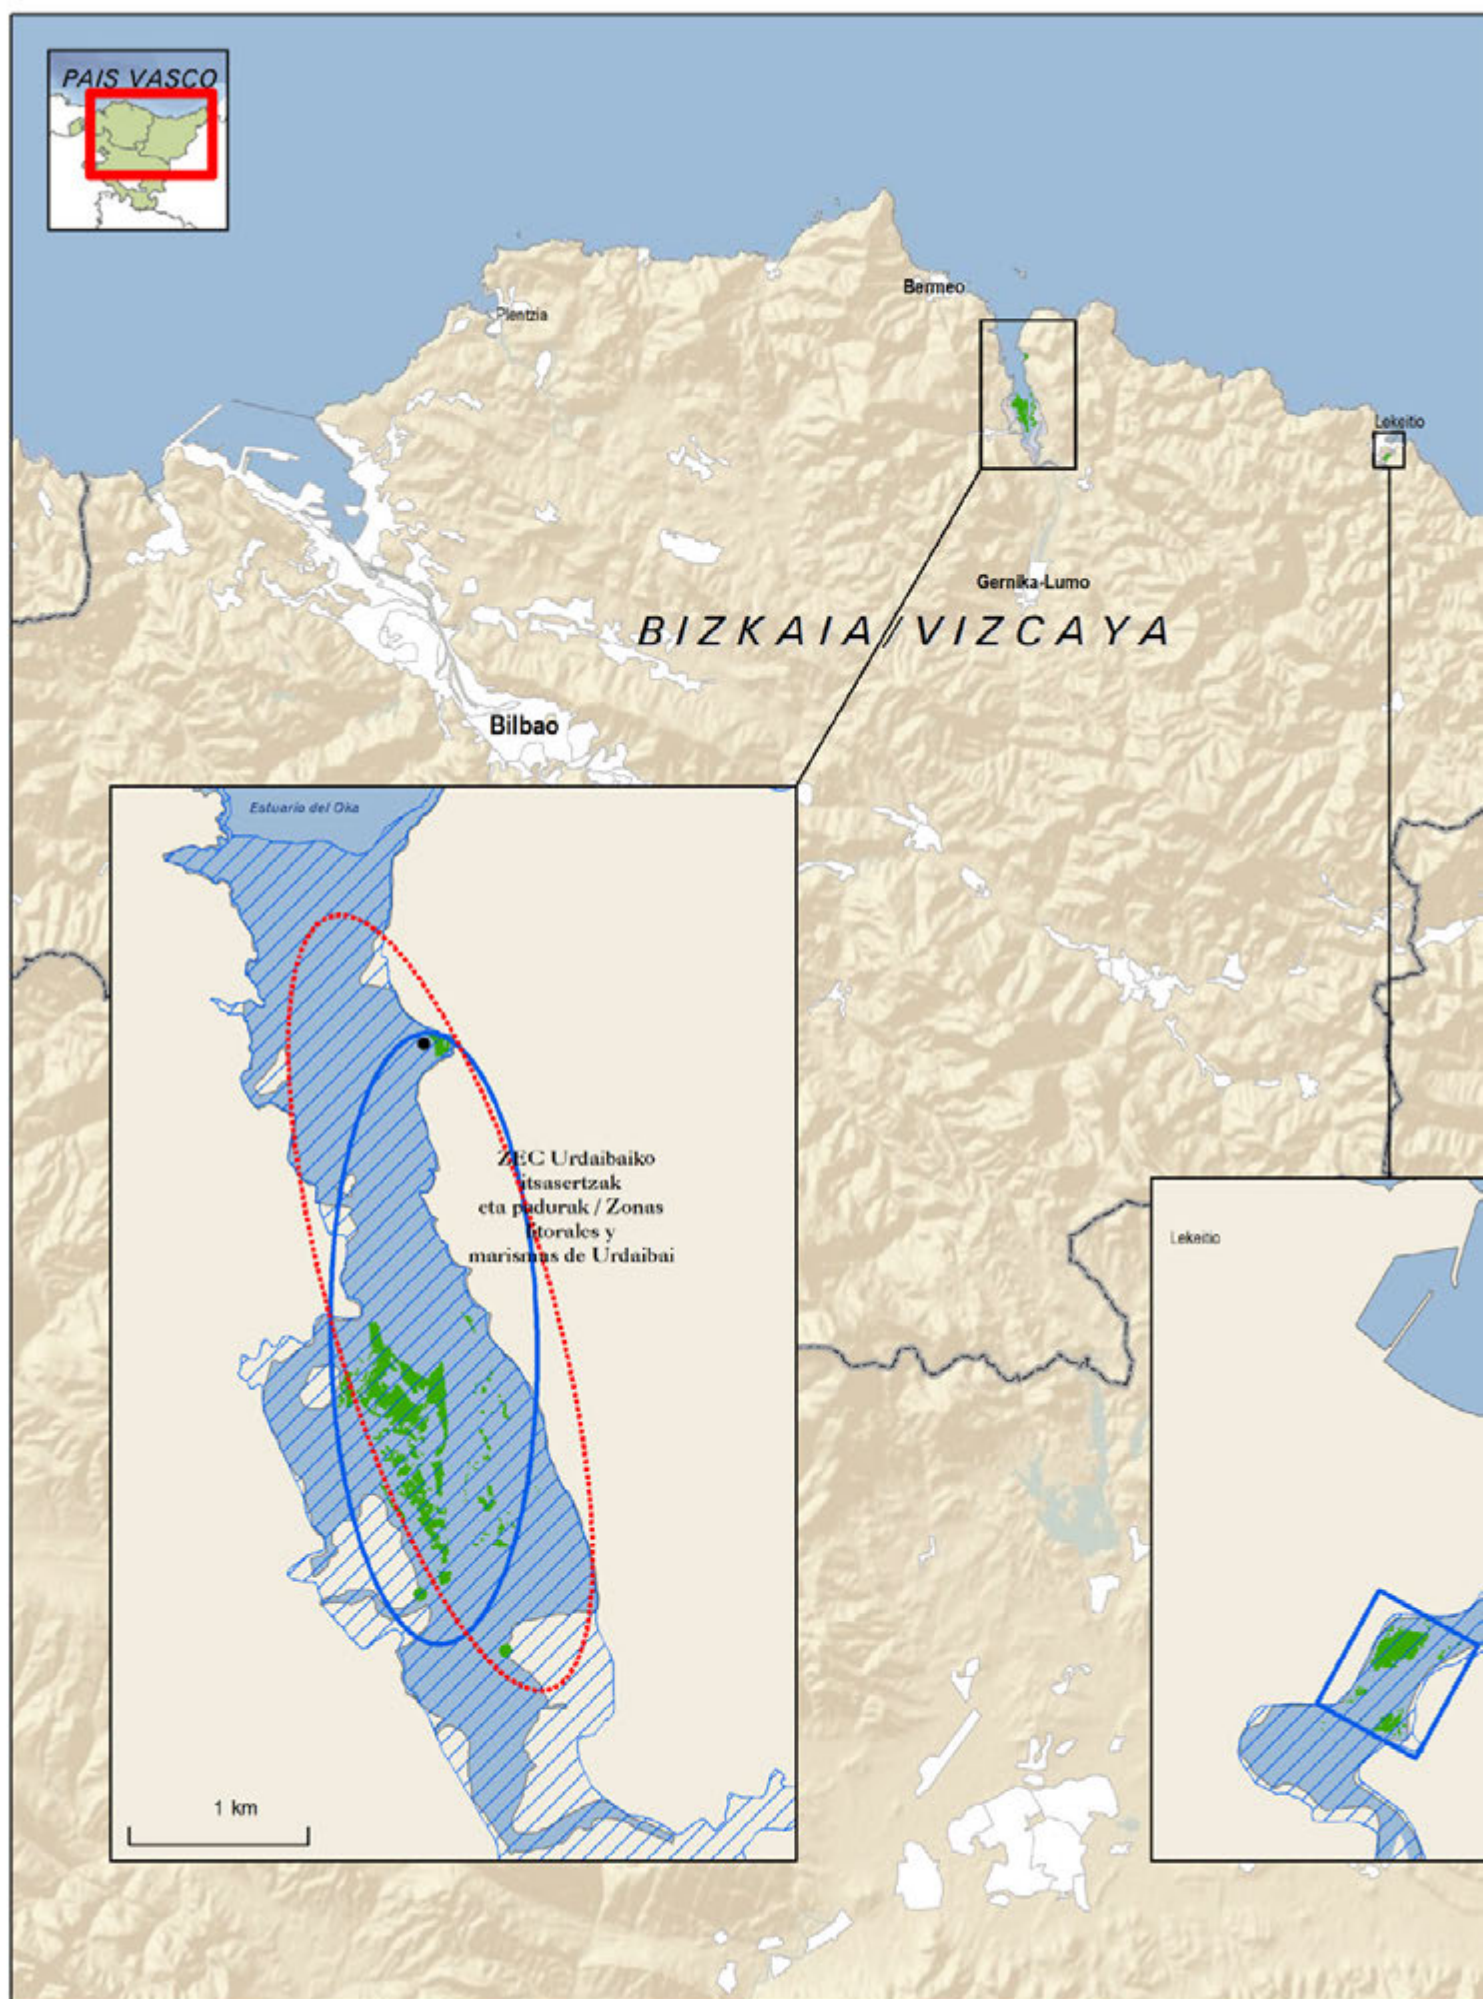 PAIS VASCO
Bermeo
Plentzia
Lekeitio
Gernika-Lumo
BIZKAIA/VIZCAYA
Bilbao
Estuario del Oka
ZEC Urdaibaiko
itsasertzak
eta padurak / Zonas
litorales y
marismas de Urdaibai
Lekeitio
1 km